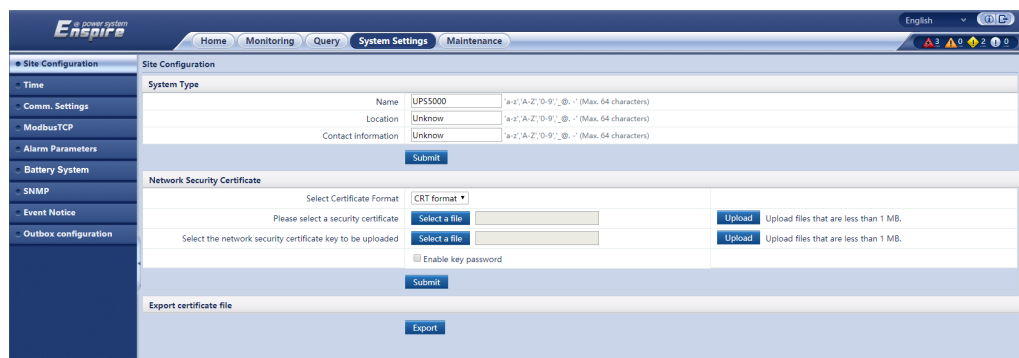 @ power system
Enspire
English
Home Monitoring Query System Settings Maintenance
3 0 2 0
Site Configuration
Time
Comm. Settings
ModbusTCP
Alarm Parameters
Battery System
SNMP
Event Notice
Outbox configuration
Site Configuration
System Type
Name UPS5000 'a-z','A-Z','0-9','_@. -' (Max. 64 characters)
Location Unknow 'a-z','A-Z','0-9','_@. -' (Max. 64 characters)
Contact information Unknow 'a-z','A-Z','0-9','_@. -' (Max. 64 characters)
Submit
Network Security Certificate
Select Certificate Format CRT format
Please select a security certificate Select a file Upload Upload files that are less than 1 MB.
Select the network security certificate key to be uploaded Select a file Upload Upload files that are less than 1 MB.
Enable key password
Submit
Export certificate file
Export